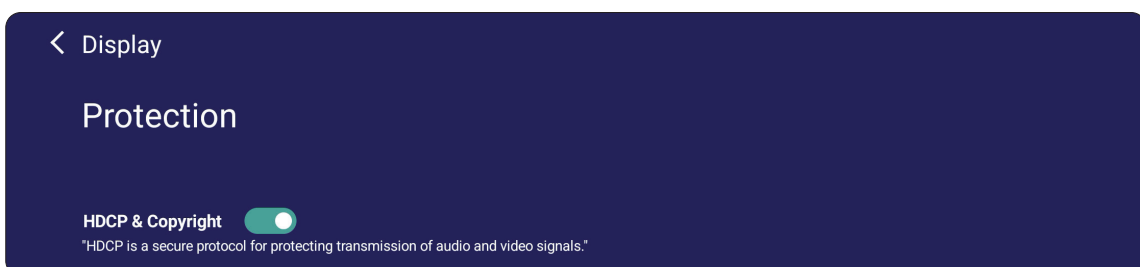 Display
Protection
HDCP & Copyright
"HDCP is a secure protocol for protecting transmission of audio and video signals."